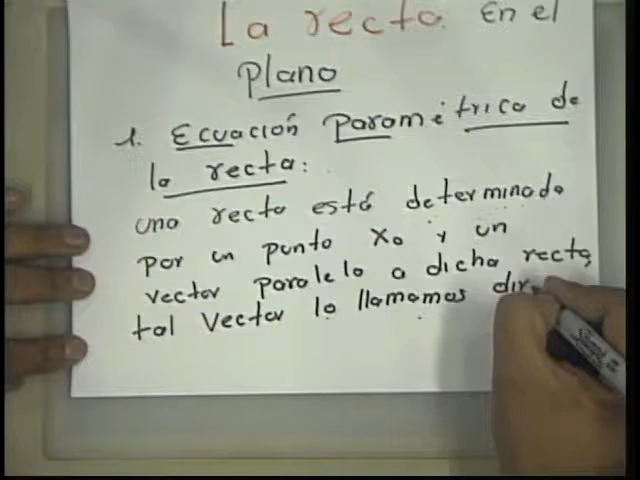 La recta En el
plano
1. Ecuación Paramétrica de
la recta:
una recta está determinada
por un punto X₀ y un
vector paralelo a dicha recta,
tal vector lo llamamos dir